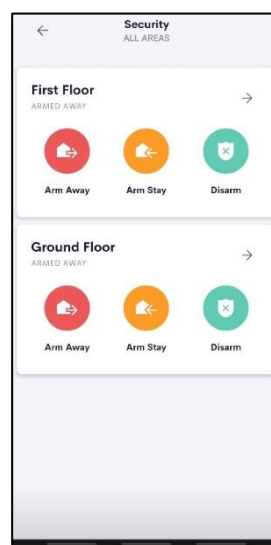 Security
ALL AREAS
First Floor
ARMED AWAY
Arm Away Arm Stay Disarm
Ground Floor
ARMED AWAY
Arm Away Arm Stay Disarm